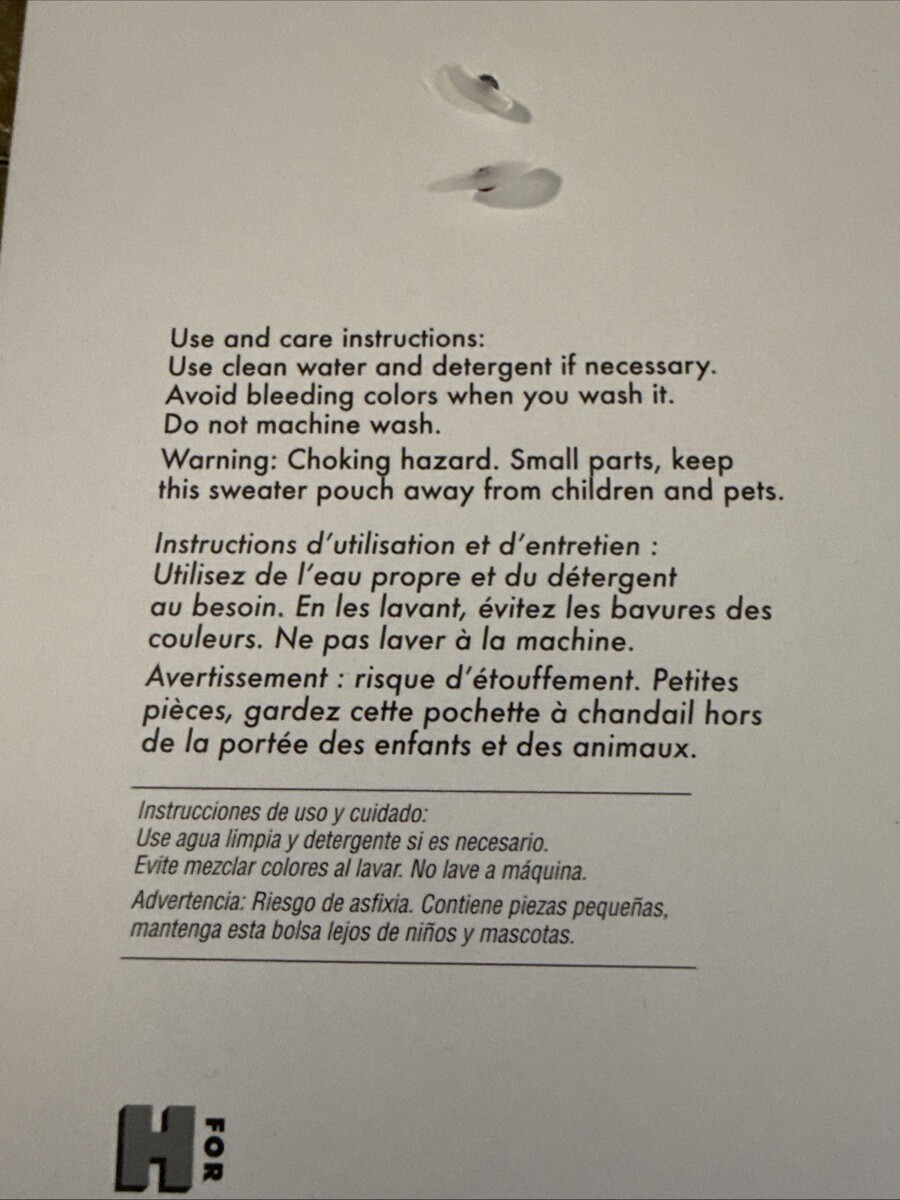 Use and care instructions:
Use clean water and detergent if necessary.
Avoid bleeding colors when you wash it.
Do not machine wash.
Warning: Choking hazard. Small parts, keep
this sweater pouch away from children and pets.
Instructions d'utilisation et d'entretien :
Utilisez de l'eau propre et du détergent
au besoin. En les lavant, évitez les bavures des
couleurs. Ne pas laver à la machine.
Avertissement : risque d'étouffement. Petites
pièces, gardez cette pochette à chandail hors
de la portée des enfants et des animaux.
Instrucciones de uso y cuidado:
Use agua limpia y detergente si es necesario.
Evite mezclar colores al lavar. No lave a máquina.
Advertencia: Riesgo de asfixia. Contiene piezas pequeñas,
mantenga esta bolsa lejos de niños y mascotas.
H FOR